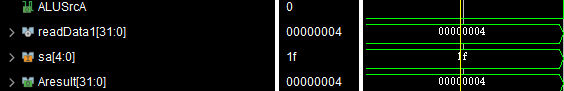 ALUSrcA 0
readData1[31:0] 00000004 00000004
sa[4:0] 1f 1f
Aresult[31:0] 00000004 00000004